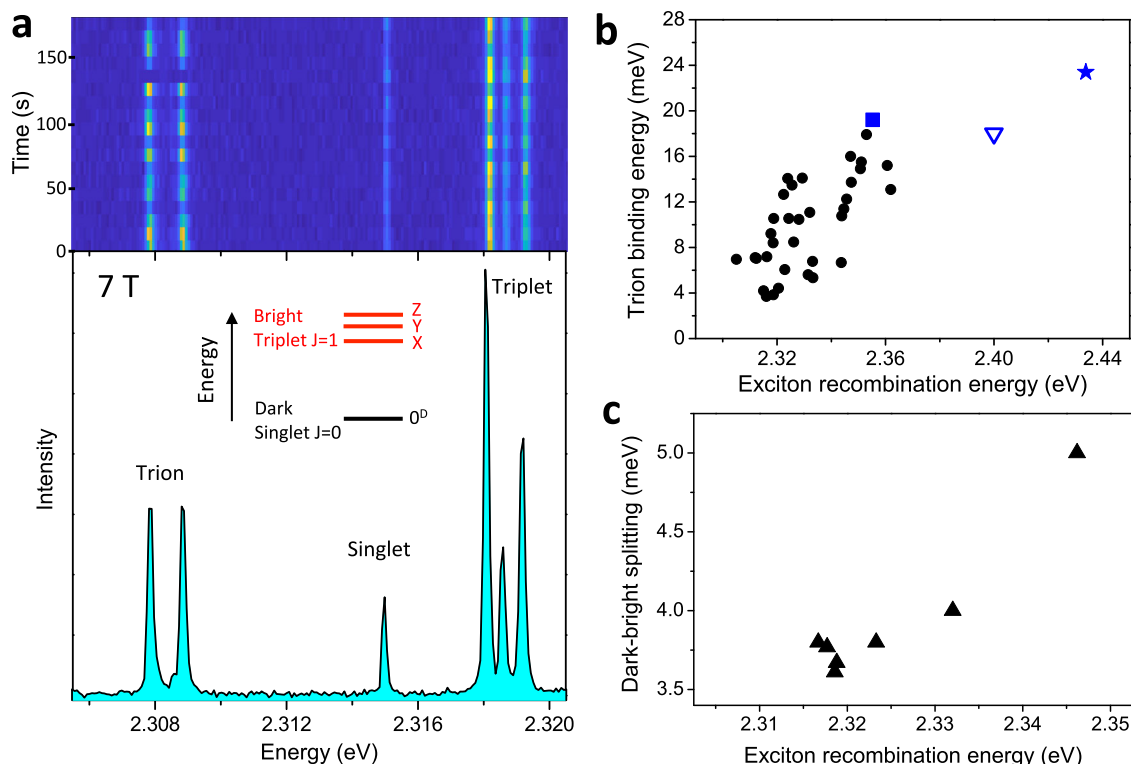 a
Time (s)
150
100
50
0
7 T
Triplet
Bright
Triplet J=1
Z
Y
X
Energy
Dark
Singlet J=0
0ᴰ
Trion
Singlet
Intensity
2.308
2.312
2.316
2.320
Energy (eV)
b
Trion binding energy (meV)
28
24
20
16
12
8
4
0
2.32
2.36
2.40
2.44
Exciton recombination energy (eV)
c
Dark-bright splitting (meV)
5.0
4.5
4.0
3.5
2.31
2.32
2.33
2.34
2.35
Exciton recombination energy (eV)